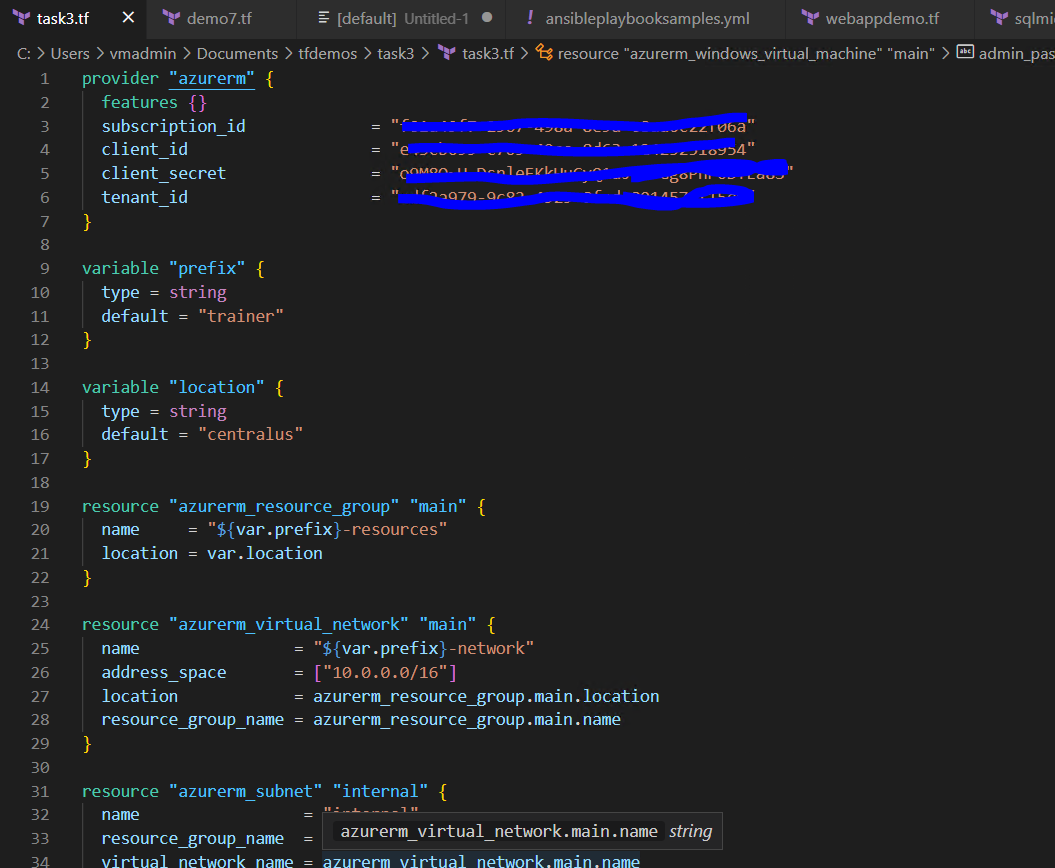 task3.tf demo7.tf [default] Untitled-1 ! ansibleplaybooksamples.yml webappdemo.tf sqlmi
C: > Users > vmadmin > Documents > tfdemos > task3 > task3.tf > resource "azurerm_windows_virtual_machine" "main" > abc admin_pas
1 provider "azurerm" {
2 features {}
3 subscription_id = "
4 client_id = "
5 client_secret = "
6 tenant_id = "
7 }
8
9 variable "prefix" {
10 type = string
11 default = "trainer"
12 }
13
14 variable "location" {
15 type = string
16 default = "centralus"
17 }
18
19 resource "azurerm_resource_group" "main" {
20 name = "${var.prefix}-resources"
21 location = var.location
22 }
23
24 resource "azurerm_virtual_network" "main" {
25 name = "${var.prefix}-network"
26 address_space = ["10.0.0.0/16"]
27 location = azurerm_resource_group.main.location
28 resource_group_name = azurerm_resource_group.main.name
29 }
30
31 resource "azurerm_subnet" "internal" {
32 name = "internal"
33 resource_group_name =
azurerm_virtual_network.main.name string
34 virtual_network_name = azurerm_virtual_network.main.name